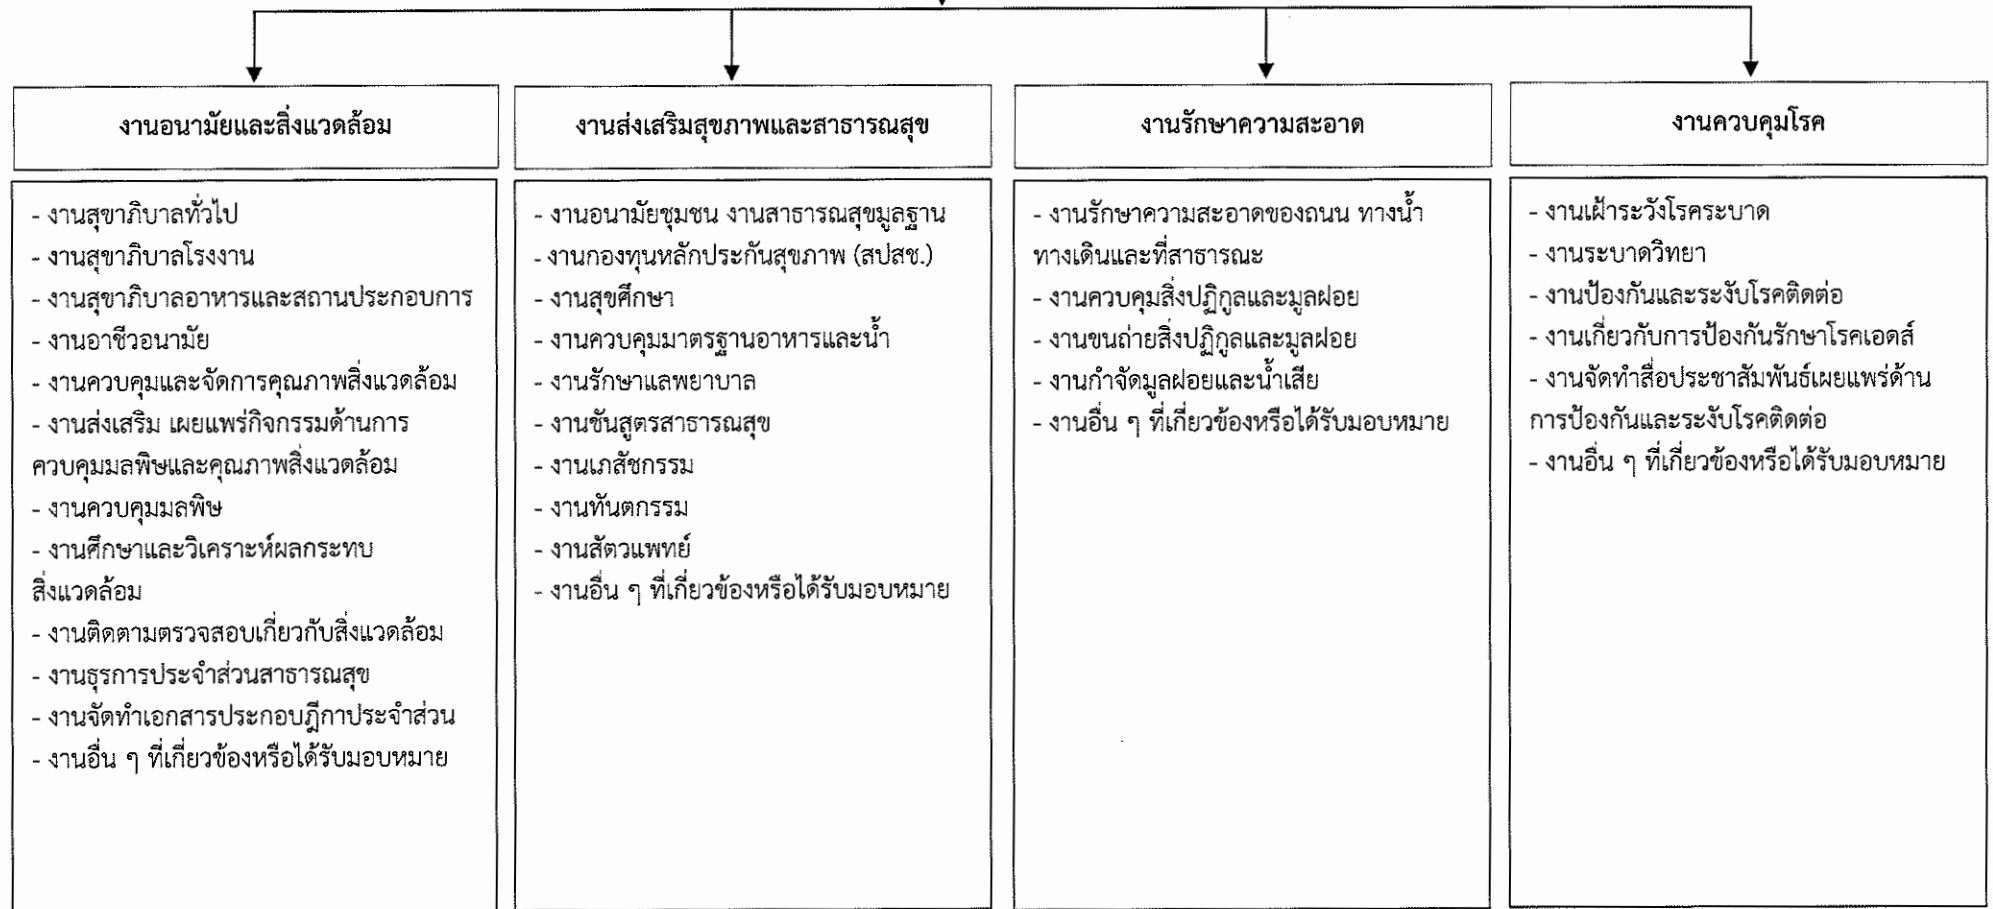 งานอนามัยและสิ่งแวดล้อม
- งานสุขาภิบาลทั่วไป
- งานสุขาภิบาลโรงงาน
- งานสุขาภิบาลอาหารและสถานประกอบการ
- งานอาชีวอนามัย
- งานควบคุมและจัดการคุณภาพสิ่งแวดล้อม
- งานส่งเสริม เผยแพร่กิจกรรมด้านการ
ควบคุมมลพิษและคุณภาพสิ่งแวดล้อม
- งานควบคุมมลพิษ
- งานศึกษาและวิเคราะห์ผลกระทบ
สิ่งแวดล้อม
- งานติดตามตรวจสอบเกี่ยวกับสิ่งแวดล้อม
- งานธุรการประจำส่วนสาธารณสุข
- งานจัดทำเอกสารประกอบฎีกาประจำส่วน
- งานอื่น ๆ ที่เกี่ยวข้องหรือได้รับมอบหมาย
งานส่งเสริมสุขภาพและสาธารณสุข
- งานอนามัยชุมชน งานสาธารณสุขมูลฐาน
- งานกองทุนหลักประกันสุขภาพ (สปสช.)
- งานสุขศึกษา
- งานควบคุมมาตรฐานอาหารและน้ำ
- งานรักษาแลพยาบาล
- งานชันสูตรสาธารณสุข
- งานเภสัชกรรม
- งานทันตกรรม
- งานสัตวแพทย์
- งานอื่น ๆ ที่เกี่ยวข้องหรือได้รับมอบหมาย
งานรักษาความสะอาด
- งานรักษาความสะอาดของถนน ทางน้ำ
ทางเดินและที่สาธารณะ
- งานควบคุมสิ่งปฏิกูลและมูลฝอย
- งานขนถ่ายสิ่งปฏิกูลและมูลฝอย
- งานกำจัดมูลฝอยและน้ำเสีย
- งานอื่น ๆ ที่เกี่ยวข้องหรือได้รับมอบหมาย
งานควบคุมโรค
- งานเฝ้าระวังโรคระบาด
- งานระบาดวิทยา
- งานป้องกันและระงับโรคติดต่อ
- งานเกี่ยวกับการป้องกันรักษาโรคเอดส์
- งานจัดทำสื่อประชาสัมพันธ์เผยแพร่ด้าน
การป้องกันและระงับโรคติดต่อ
- งานอื่น ๆ ที่เกี่ยวข้องหรือได้รับมอบหมาย